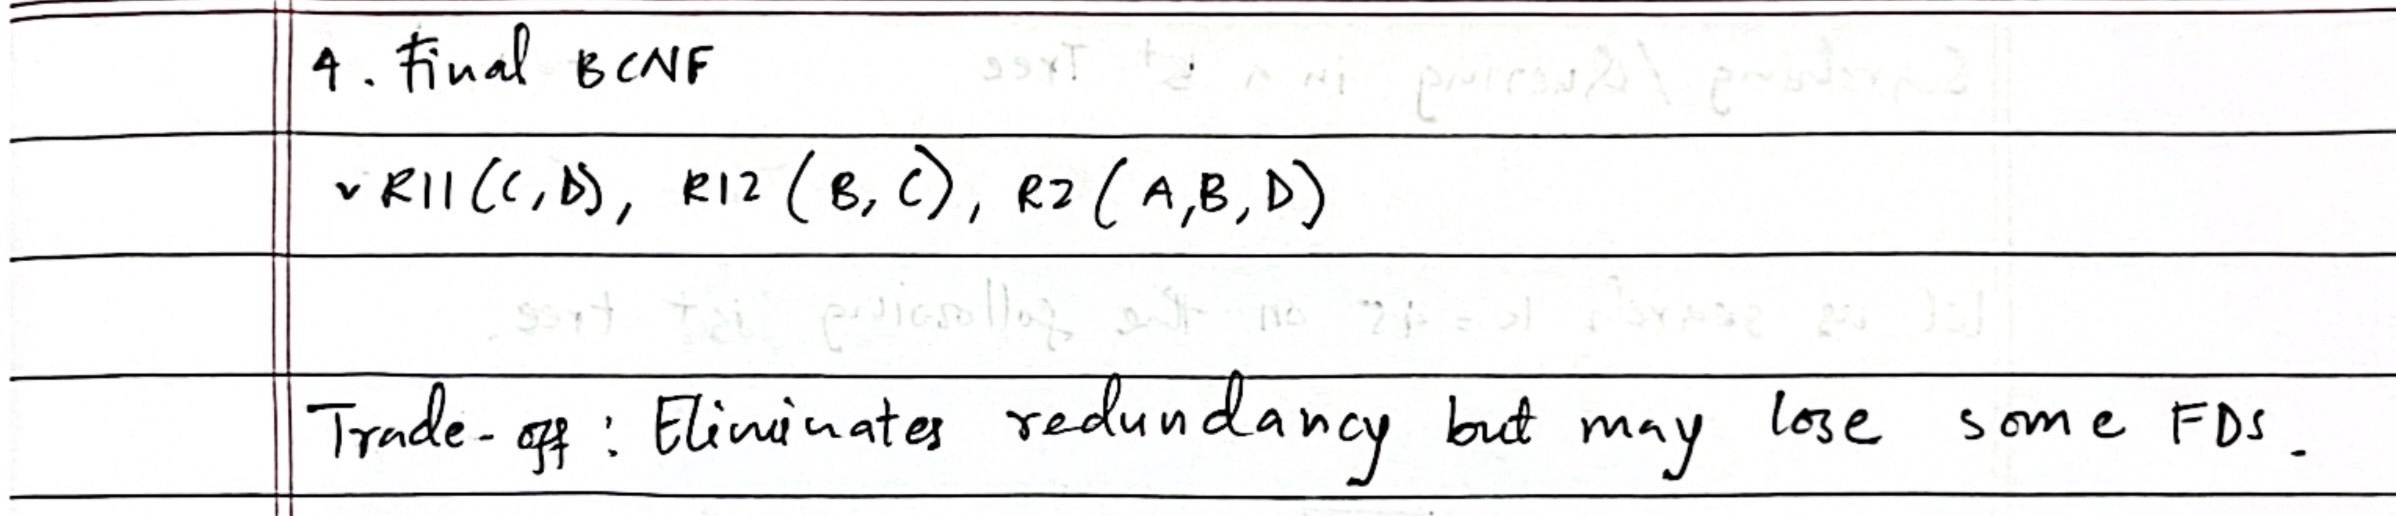 4. Final BCNF
✓ R11(C,D), R12 (B, C), R2 ( A,B, D)
Trade-off : Eliminates redundancy but may lose some FDs.